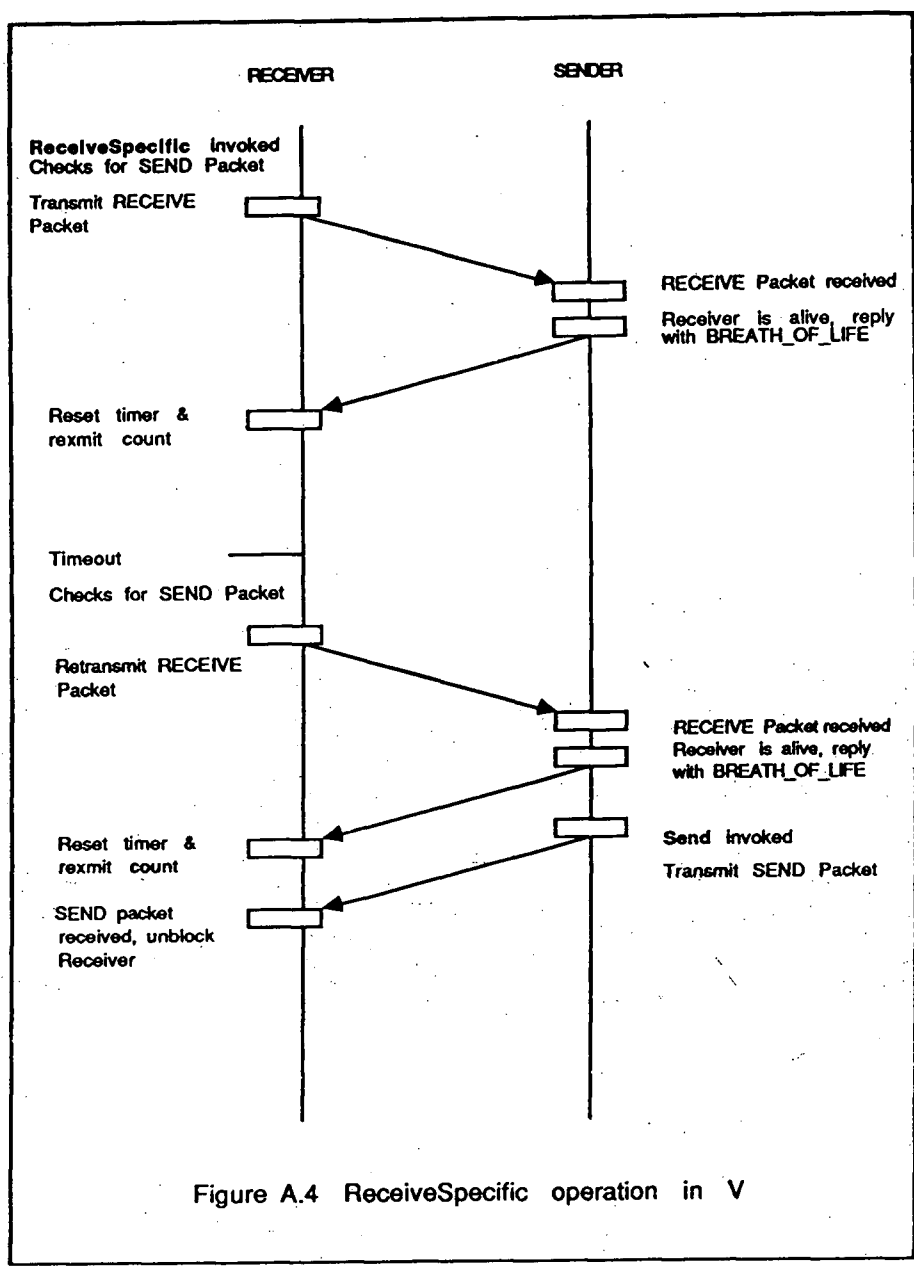 RECEIVER
SENDER
ReceiveSpecific invoked
Checks for SEND Packet
Transmit RECEIVE
Packet
RECEIVE Packet received
Receiver is alive, reply
with BREATH_OF_LIFE
Reset timer &
rexmit count
Timeout
Checks for SEND Packet
Retransmit RECEIVE
Packet
RECEIVE Packet received
Receiver is alive, reply
with BREATH_OF_LIFE
Reset timer &
rexmit count
Send invoked
Transmit SEND Packet
SEND packet
received, unblock
Receiver
Figure A.4 ReceiveSpecific operation in V